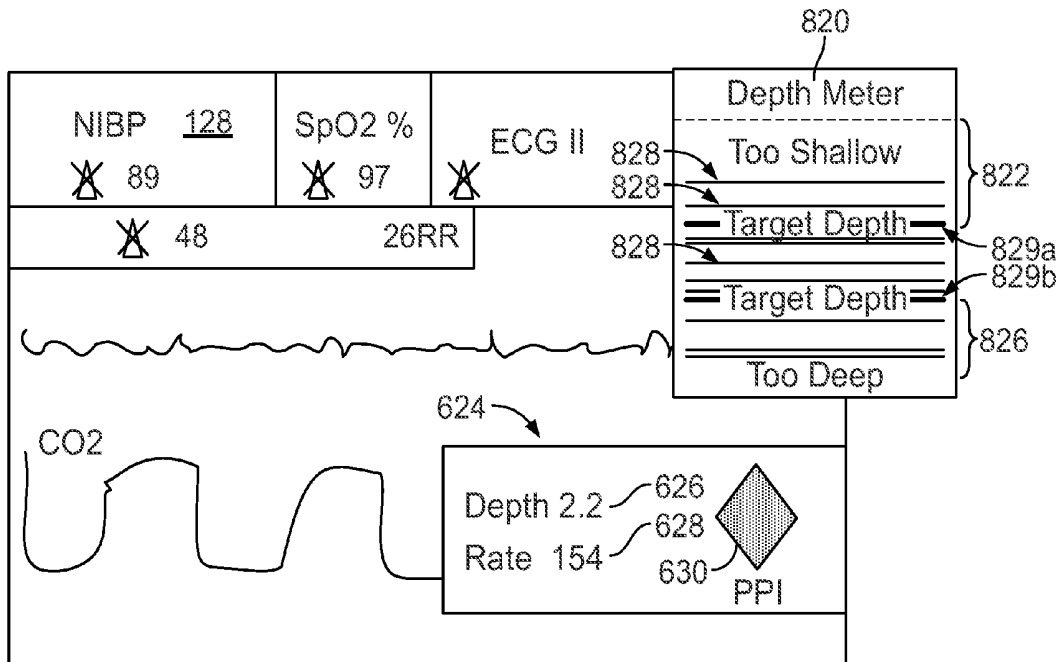 820
Depth Meter
NIBP 128
SpO2 %
ECG II
Too Shallow
828
822
89
97
828
Target Depth
829a
48
26RR
828
829b
Target Depth
826
Too Deep
624
CO2
Depth 2.2
626
Rate 154
628
630
PPI